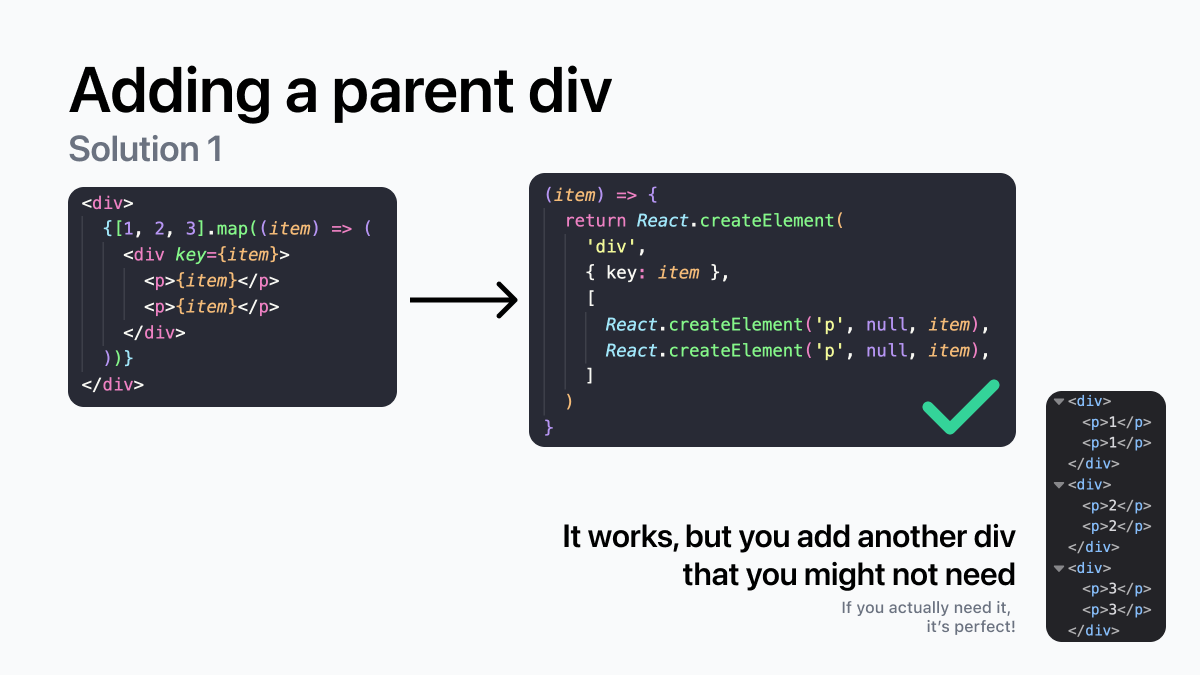 Adding a parent div
Solution 1
<div>
  {[1, 2, 3].map((item) => (
    <div key={item}>
      <p>{item}</p>
      <p>{item}</p>
    </div>
  ))}
</div>
(item) => {
  return React.createElement(
    'div',
    { key: item },
    [
      React.createElement('p', null, item),
      React.createElement('p', null, item),
    ]
  )
}
<div>
  <p>1</p>
  <p>1</p>
</div>
<div>
  <p>2</p>
  <p>2</p>
</div>
<div>
  <p>3</p>
  <p>3</p>
</div>
It works, but you add another div
that you might not need
If you actually need it,
it's perfect!